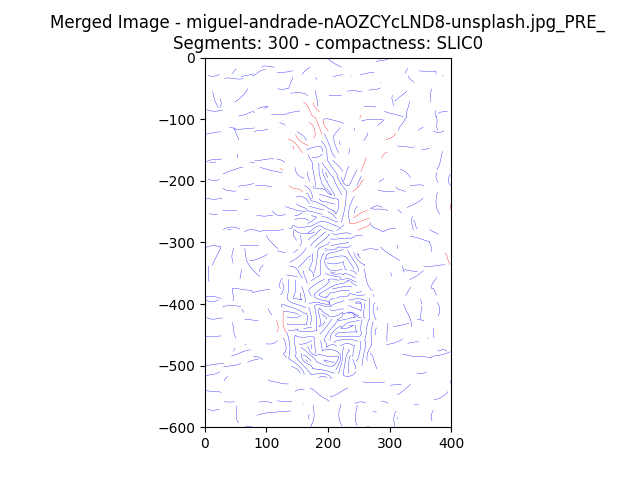 Merged Image - miguel-andrade-nAOZCYcLND8-unsplash.jpg_PRE_
Segments: 300 - compactness: SLIC0
0
−100
−200
−300
−400
−500
−600
0 100 200 300 400